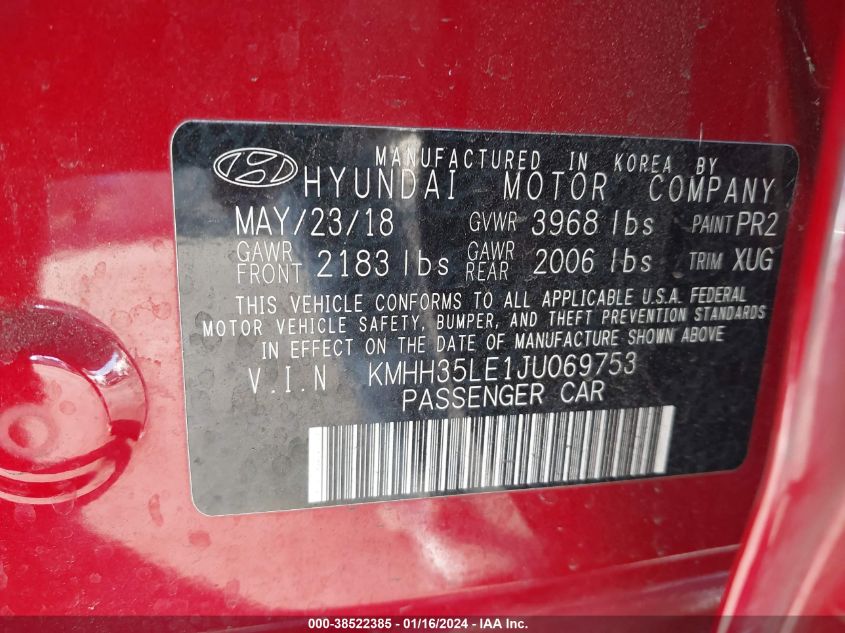 MANUFACTURED IN KOREA BY
HYUNDAI MOTOR COMPANY
MAY/23/18 GVWR 3968 lbs PAINT PR2
GAWR FRONT 2183 lbs GAWR REAR 2006 lbs TRIM XUG
THIS VEHICLE CONFORMS TO ALL APPLICABLE U.S.A. FEDERAL
MOTOR VEHICLE SAFETY, BUMPER, AND THEFT PREVENTION STANDARDS
IN EFFECT ON THE DATE OF MANUFACTURE SHOWN ABOVE
V.I.N KMHH35LE1JU069753
PASSENGER CAR
000-38522385 - 01/16/2024 - IAA Inc.